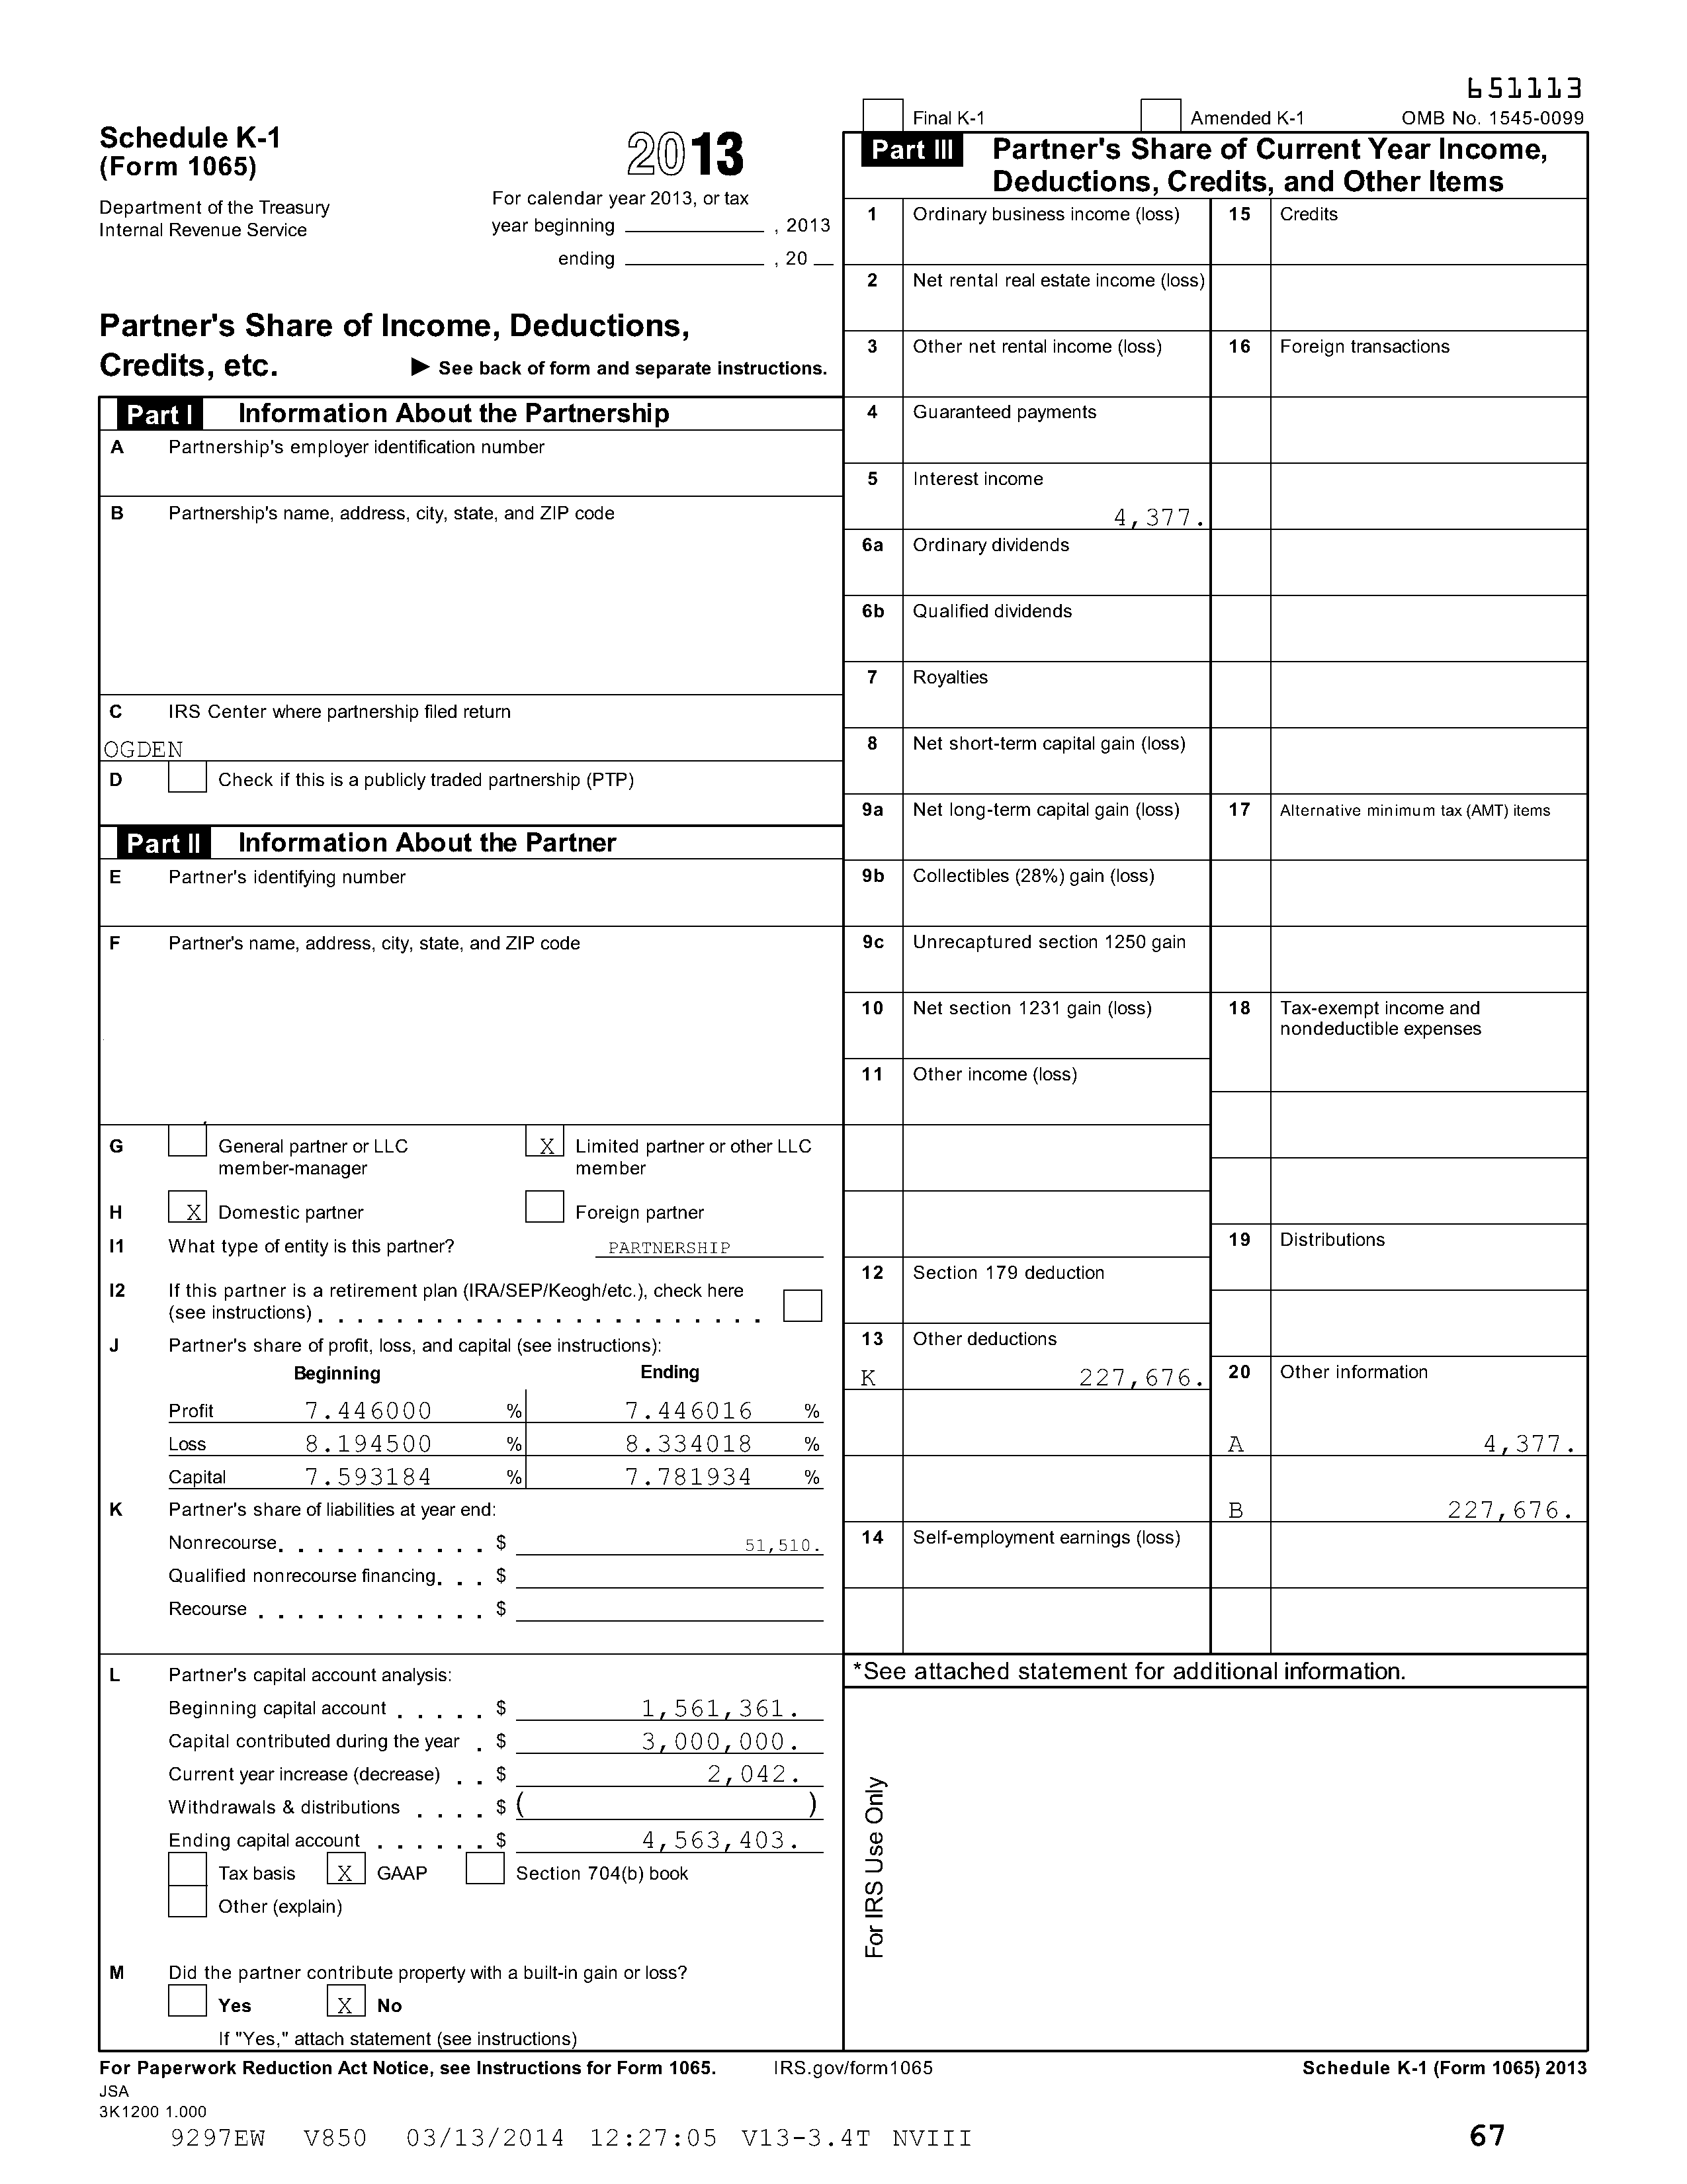 651113
Final K-1
Amended K-1
OMB No. 1545-0099
Schedule K-1
(Form 1065)
2013
Department of the Treasury
Internal Revenue Service
For calendar year 2013, or tax
year beginning , 2013
ending , 20
Partner's Share of Income, Deductions,
Credits, etc. ▶ See back of form and separate instructions.
Part I Information About the Partnership
A Partnership's employer identification number
B Partnership's name, address, city, state, and ZIP code
C IRS Center where partnership filed return
OGDEN
D Check if this is a publicly traded partnership (PTP)
Part II Information About the Partner
E Partner's identifying number
F Partner's name, address, city, state, and ZIP code
G General partner or LLC
member-manager
X Limited partner or other LLC
member
H X Domestic partner Foreign partner
I1 What type of entity is this partner? PARTNERSHIP
I2 If this partner is a retirement plan (IRA/SEP/Keogh/etc.), check here
(see instructions) . . . . . . . . . . . . . . . . . . . . . . .
J Partner's share of profit, loss, and capital (see instructions):
Beginning Ending
Profit 7.446000 % 7.446016 %
Loss 8.194500 % 8.334018 %
Capital 7.593184 % 7.781934 %
K Partner's share of liabilities at year end:
Nonrecourse . . . . . . . . . . . $ 51,510.
Qualified nonrecourse financing . . . $
Recourse . . . . . . . . . . . . $
L Partner's capital account analysis:
Beginning capital account . . . . . $ 1,561,361.
Capital contributed during the year . $ 3,000,000.
Current year increase (decrease) . . $ 2,042.
Withdrawals & distributions . . . . $ ( )
Ending capital account . . . . . . $ 4,563,403.
Tax basis X GAAP Section 704(b) book
Other (explain)
M Did the partner contribute property with a built-in gain or loss?
Yes X No
If "Yes," attach statement (see instructions)
Part III Partner's Share of Current Year Income,
Deductions, Credits, and Other Items
1 Ordinary business income (loss)
2 Net rental real estate income (loss)
3 Other net rental income (loss)
4 Guaranteed payments
5 Interest income
4,377.
6a Ordinary dividends
6b Qualified dividends
7 Royalties
8 Net short-term capital gain (loss)
9a Net long-term capital gain (loss)
9b Collectibles (28%) gain (loss)
9c Unrecaptured section 1250 gain
10 Net section 1231 gain (loss)
11 Other income (loss)
12 Section 179 deduction
13 Other deductions
K 227,676.
14 Self-employment earnings (loss)
15 Credits
16 Foreign transactions
17 Alternative minimum tax (AMT) items
18 Tax-exempt income and
nondeductible expenses
19 Distributions
20 Other information
A 4,377.
B 227,676.
*See attached statement for additional information.
For IRS Use Only
For Paperwork Reduction Act Notice, see Instructions for Form 1065. IRS.gov/form1065 Schedule K-1 (Form 1065) 2013
JSA
3K1200 1.000
9297EW V850 03/13/2014 12:27:05 V13-3.4T NVIII 67